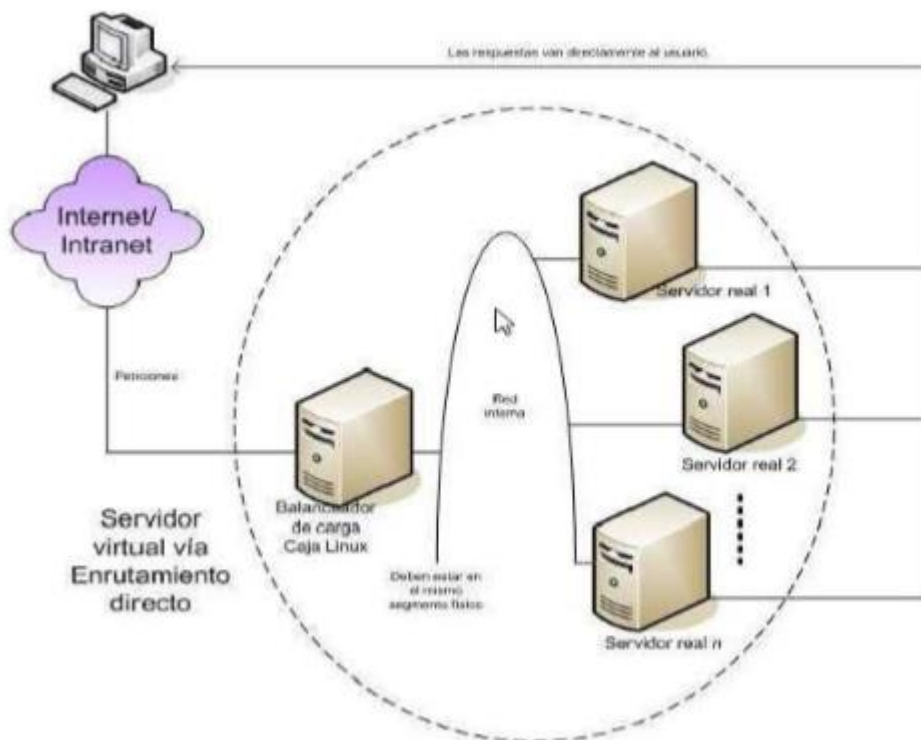 Las respuestas van directamente al usuario.
Internet/
Intranet
Servidor real 1
Peticiones
Red
interna
Servidor real 2
Balanceador
de carga
Caja Linux
Servidor
virtual vía
Enrutamiento
directo
Deben estar en
el mismo
segmento físico
Servidor real n